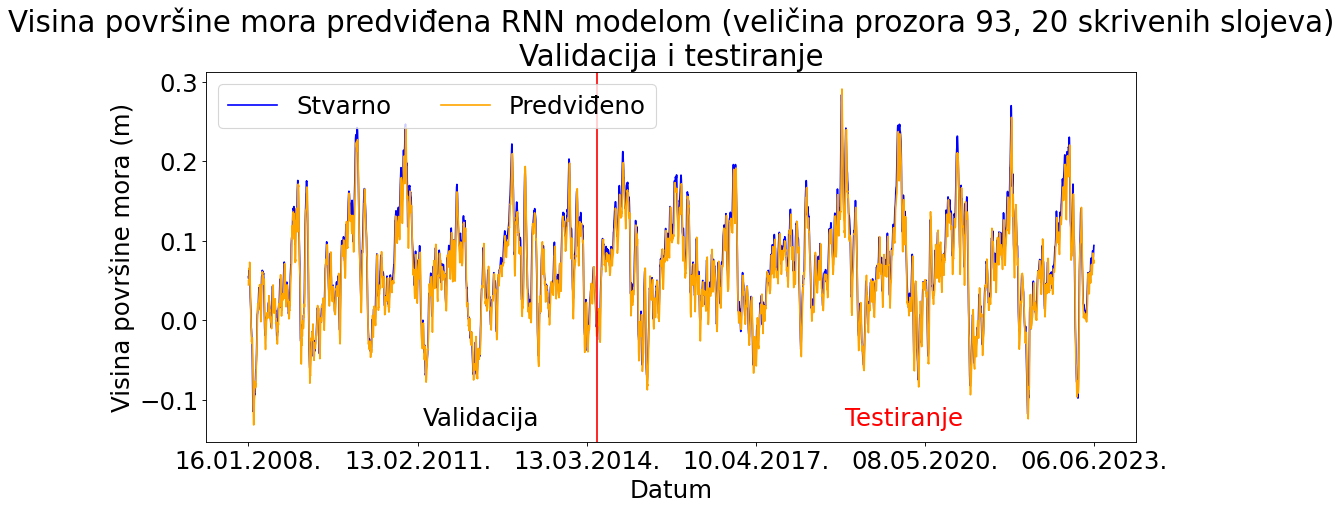 Visina površine mora predviđena RNN modelom (veličina prozora 93, 20 skrivenih slojeva)
Validacija i testiranje
Stvarno
Predviđeno
Visina površine mora (m)
0.3
0.2
0.1
0.0
−0.1
Validacija
Testiranje
16.01.2008.
13.02.2011.
13.03.2014.
10.04.2017.
08.05.2020.
06.06.2023.
Datum